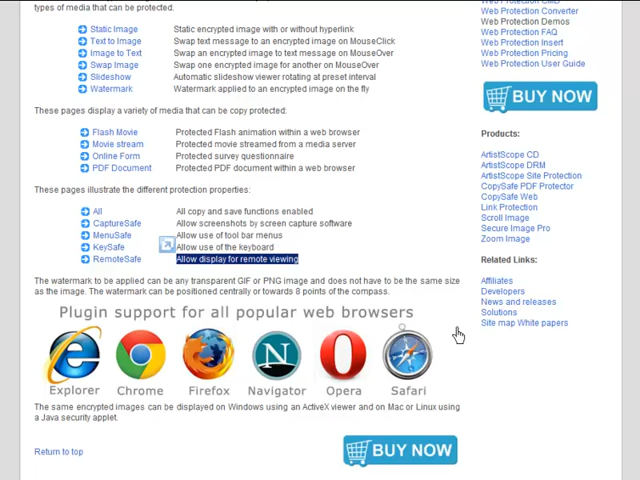 types of media that can be protected.
Static Image Static encrypted image with or without hyperlink
Text to Image Swap text message to an encrypted image on MouseClick
Image to Text Swap an encrypted image to text message on MouseOver
Swap Image Swap one encrypted image for another on MouseOver
Slideshow Automatic slideshow viewer rotating at preset interval
Watermark Watermark applied to an encrypted image on the fly
These pages display a variety of media that can be copy protected:
Flash Movie Protected Flash animation within a web browser
Movie stream Protected movie streamed from a media server
Online Form Protected survey questionnaire
PDF Document Protected PDF document within a web browser
These pages illustrate the different protection properties:
All All copy and save functions enabled
CaptureSafe Allow screenshots by screen capture software
MenuSafe Allow use of tool bar menus
KeySafe Allow use of the keyboard
RemoteSafe Allow display for remote viewing
The watermark to be applied can be any transparent GIF or PNG image and does not have to be the same size
as the image. The watermark can be positioned centrally or towards 8 points of the compass.
Plugin support for all popular web browsers
Explorer Chrome Firefox Navigator Opera Safari
The same encrypted images can be displayed on Windows using an ActiveX viewer and on Mac or Linux using
a Java security applet.
Return to top
BUY NOW
Web Protection Converter
Web Protection Demos
Web Protection FAQ
Web Protection Insert
Web Protection Pricing
Web Protection User Guide
BUY NOW
Products:
ArtistScope CD
ArtistScope DRM
ArtistScope Site Protection
CopySafe PDF Protector
CopySafe Web
Link Protection
Scroll Image
Secure Image Pro
Zoom Image
Related Links:
Affiliates
Developers
News and releases
Solutions
Site map White papers